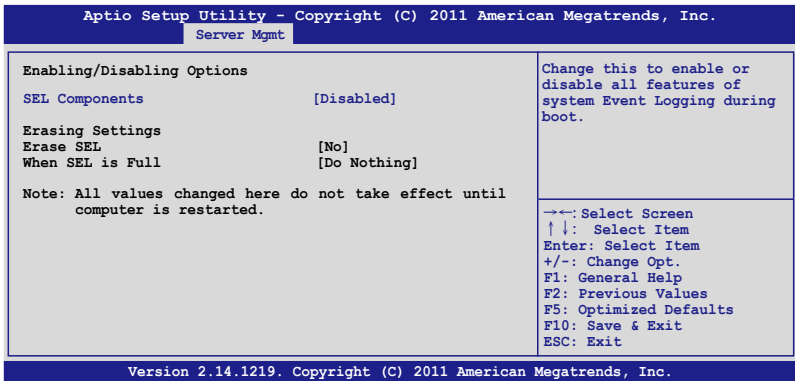 Aptio Setup Utility - Copyright (C) 2011 American Megatrends, Inc.
Server Mgmt
Enabling/Disabling Options
SEL Components [Disabled]
Erasing Settings
Erase SEL [No]
When SEL is Full [Do Nothing]
Note: All values changed here do not take effect until
computer is restarted.
Change this to enable or
disable all features of
system Event Logging during
boot.
→←: Select Screen
↑↓: Select Item
Enter: Select Item
+/-: Change Opt.
F1: General Help
F2: Previous Values
F5: Optimized Defaults
F10: Save & Exit
ESC: Exit
Version 2.14.1219. Copyright (C) 2011 American Megatrends, Inc.